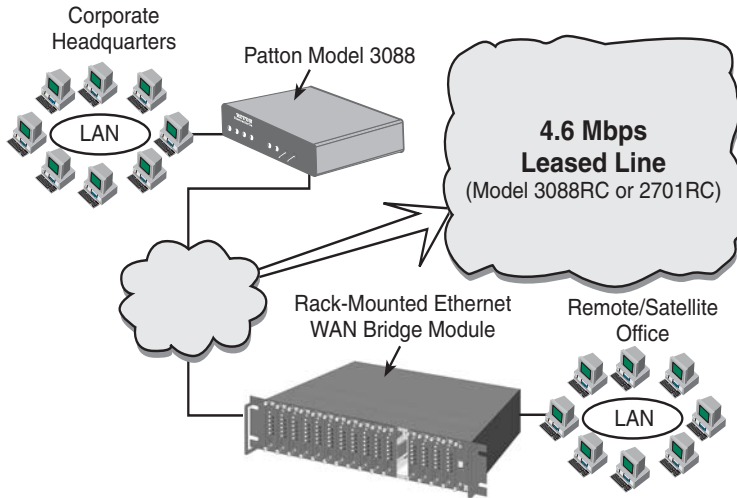 Corporate
Headquarters
Patton Model 3088
LAN
4.6 Mbps
Leased Line
(Model 3088RC or 2701RC)
Rack-Mounted Ethernet
WAN Bridge Module
Remote/Satellite
Office
LAN